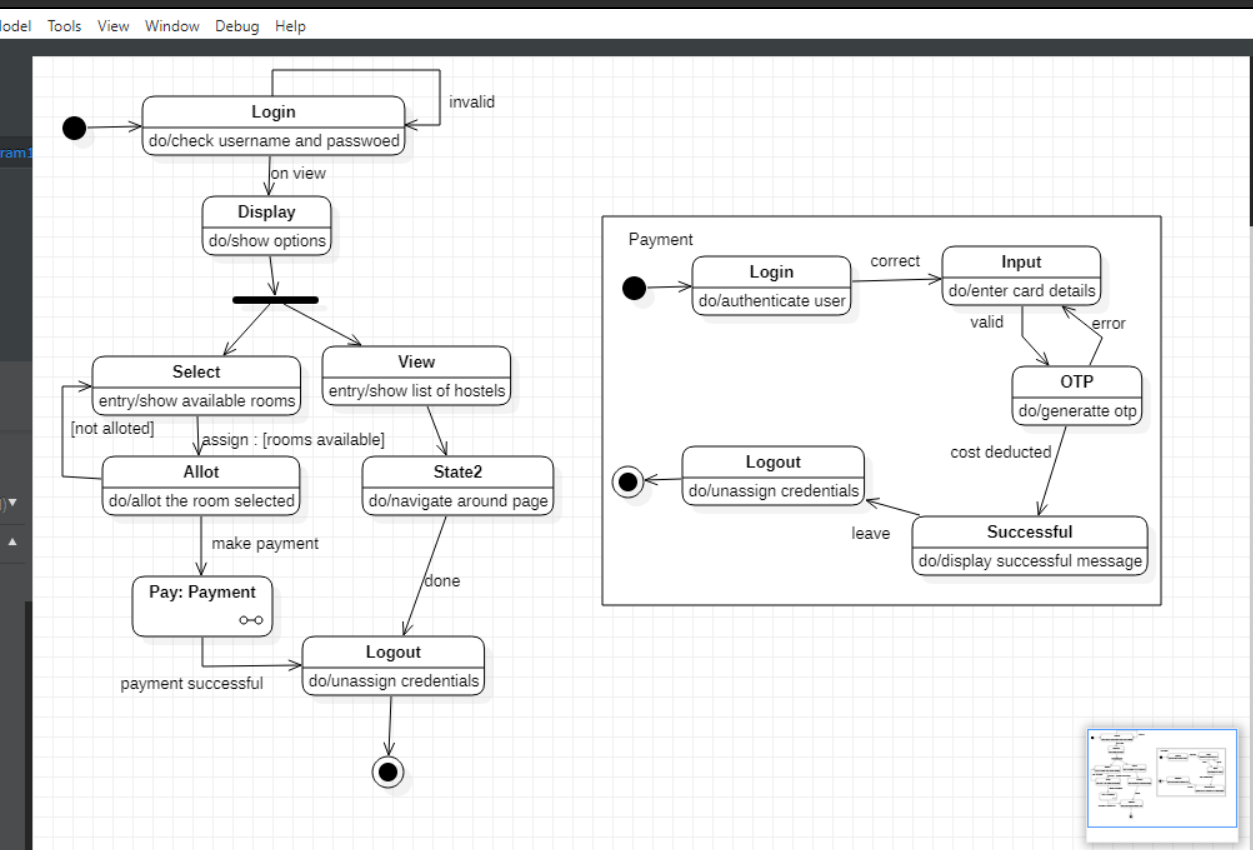 Model Tools View Window Debug Help
ram1
Login
do/check username and passwoed
invalid
on view
Display
do/show options
Select
entry/show available rooms
View
entry/show list of hostels
[not alloted]
assign : [rooms available]
Allot
do/allot the room selected
State2
do/navigate around page
make payment
done
Pay: Payment
payment successful
Logout
do/unassign credentials
Payment
Login
do/authenticate user
correct
Input
do/enter card details
valid
error
OTP
do/generatte otp
cost deducted
Logout
do/unassign credentials
leave
Successful
do/display successful message